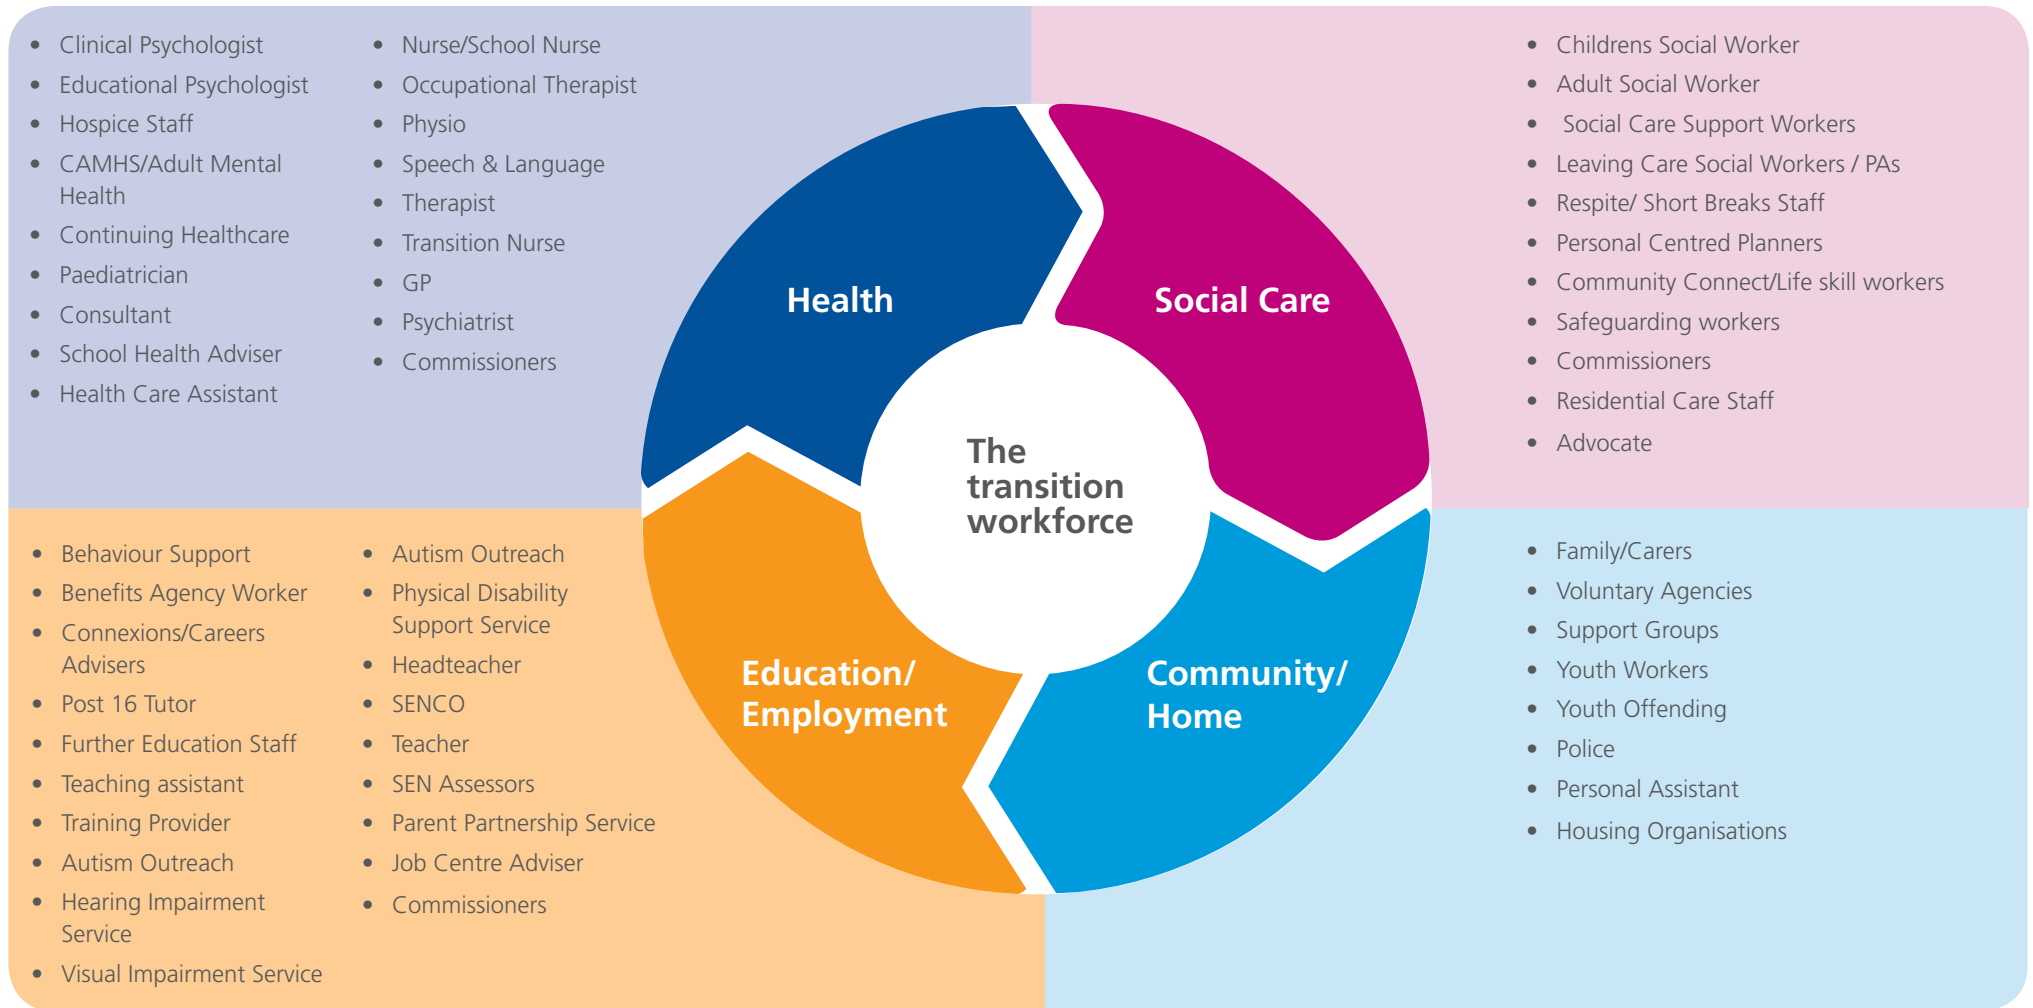 Clinical Psychologist
Educational Psychologist
Hospice Staff
CAMHS/Adult Mental
Health
Continuing Healthcare
Paediatrician
Consultant
School Health Adviser
Health Care Assistant
Nurse/School Nurse
Occupational Therapist
Physio
Speech & Language
Therapist
Transition Nurse
GP
Psychiatrist
Commissioners
Health
Social Care
Childrens Social Worker
Adult Social Worker
Social Care Support Workers
Leaving Care Social Workers / PAs
Respite/ Short Breaks Staff
Personal Centred Planners
Community Connect/Life skill workers
Safeguarding workers
Commissioners
Residential Care Staff
Advocate
The
transition
workforce
Behaviour Support
Benefits Agency Worker
Connexions/Careers
Advisers
Post 16 Tutor
Further Education Staff
Teaching assistant
Training Provider
Autism Outreach
Hearing Impairment
Service
Visual Impairment Service
Autism Outreach
Physical Disability
Support Service
Headteacher
SENCO
Teacher
SEN Assessors
Parent Partnership Service
Job Centre Adviser
Commissioners
Education/
Employment
Community/
Home
Family/Carers
Voluntary Agencies
Support Groups
Youth Workers
Youth Offending
Police
Personal Assistant
Housing Organisations